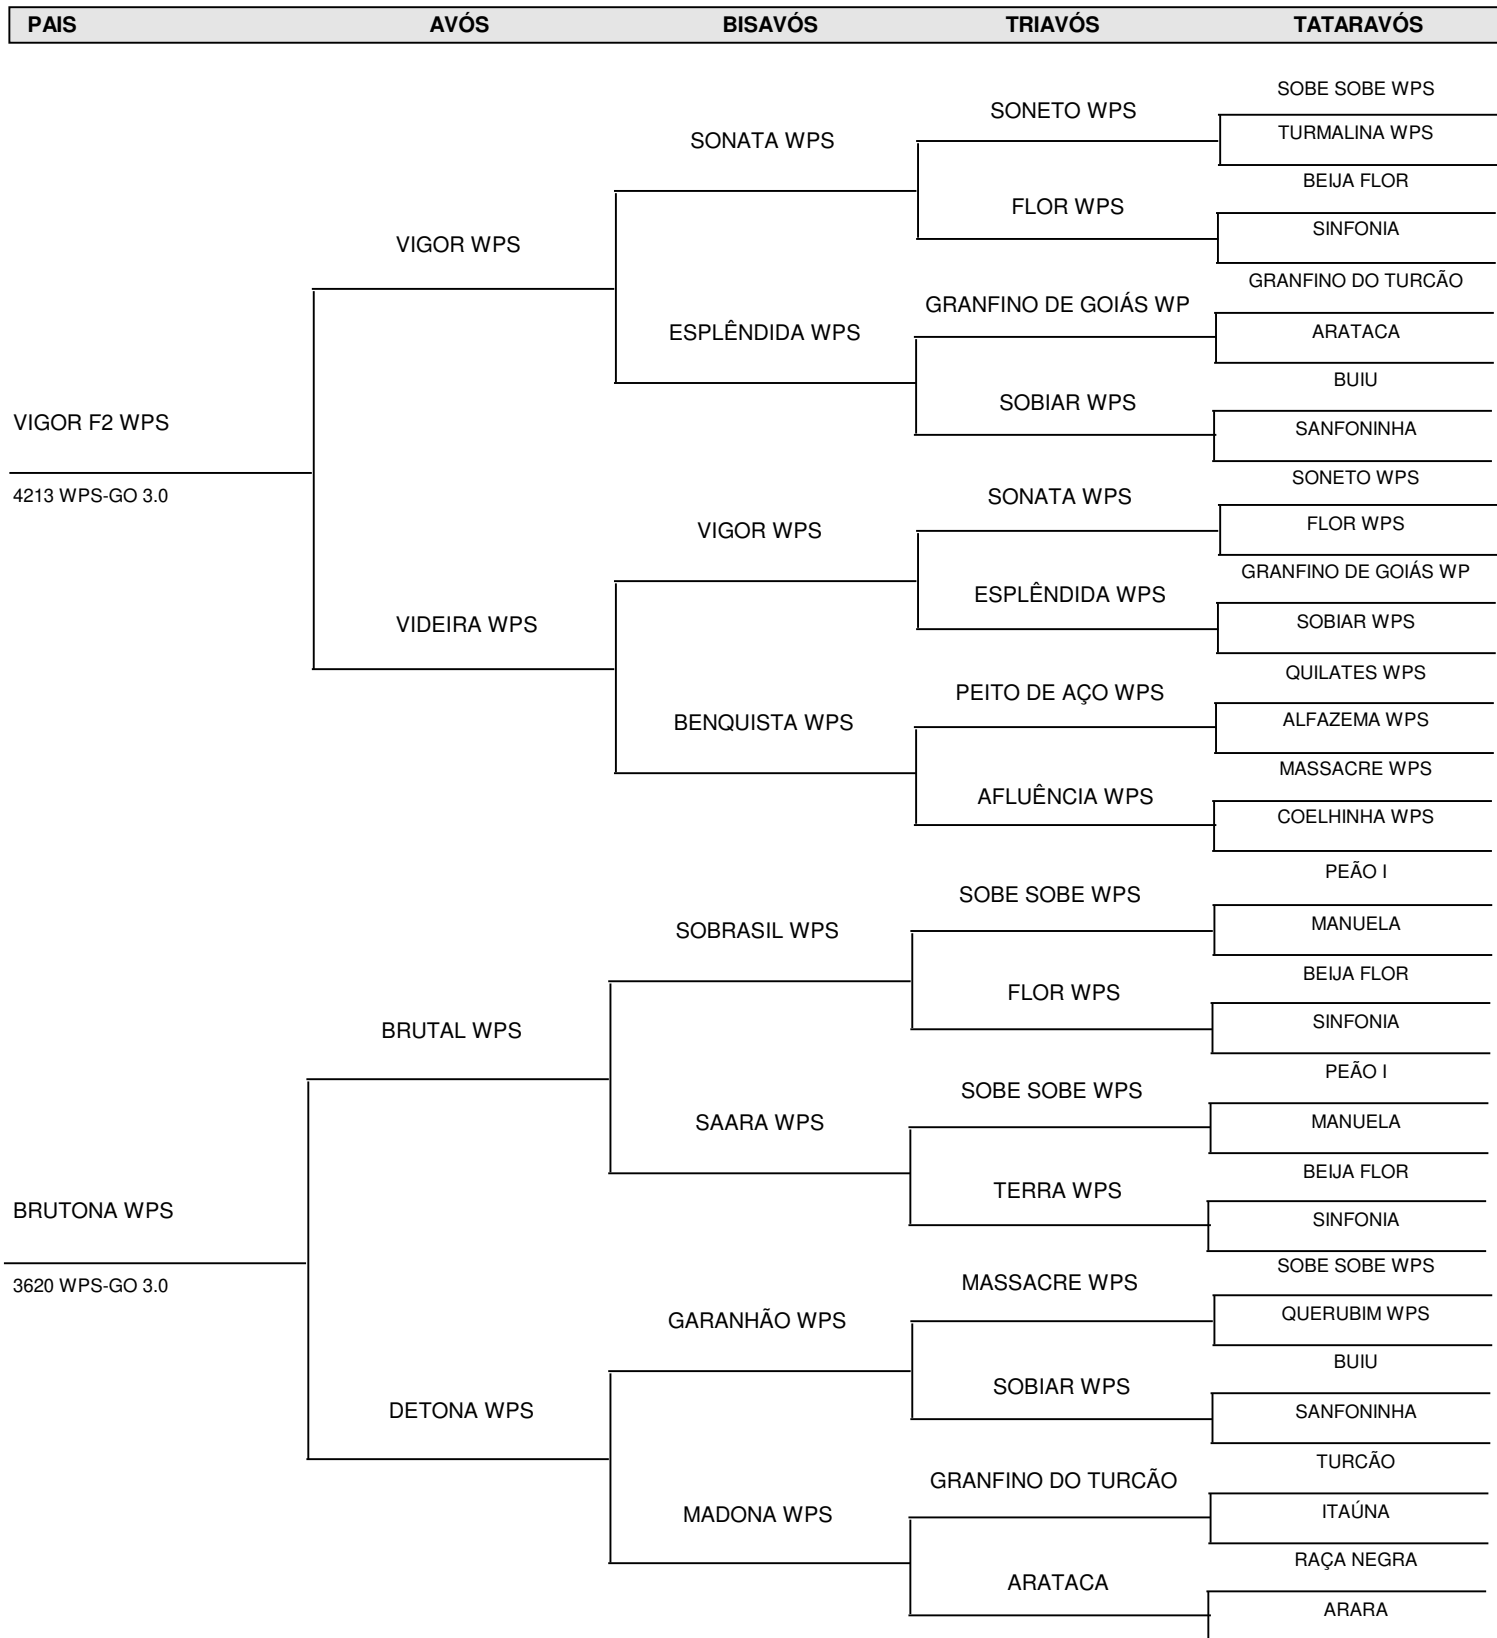 PAIS AVÓS BISAVÓS TRIAVÓS TATARAVÓS
SOBE SOBE WPS
SONETO WPS
TURMALINA WPS
SONATA WPS
BEIJA FLOR
FLOR WPS
SINFONIA
VIGOR WPS
GRANFINO DO TURCÃO
GRANFINO DE GOIÁS WP
ARATACA
ESPLÊNDIDA WPS
BUIU
SOBIAR WPS
VIGOR F2 WPS
SANFONINHA
SONETO WPS
4213 WPS-GO 3.0
SONATA WPS
FLOR WPS
VIGOR WPS
GRANFINO DE GOIÁS WP
ESPLÊNDIDA WPS
SOBIAR WPS
VIDEIRA WPS
QUILATES WPS
PEITO DE AÇO WPS
ALFAZEMA WPS
BENQUISTA WPS
MASSACRE WPS
AFLUÊNCIA WPS
COELHINHA WPS
PEÃO I
SOBE SOBE WPS
MANUELA
SOBRASIL WPS
BEIJA FLOR
FLOR WPS
SINFONIA
BRUTAL WPS
PEÃO I
SOBE SOBE WPS
MANUELA
SAARA WPS
BEIJA FLOR
TERRA WPS
BRUTONA WPS
SINFONIA
SOBE SOBE WPS
3620 WPS-GO 3.0
MASSACRE WPS
QUERUBIM WPS
GARANHÃO WPS
BUIU
SOBIAR WPS
DETONA WPS
SANFONINHA
TURCÃO
GRANFINO DO TURCÃO
ITAÚNA
MADONA WPS
RAÇA NEGRA
ARATACA
ARARA